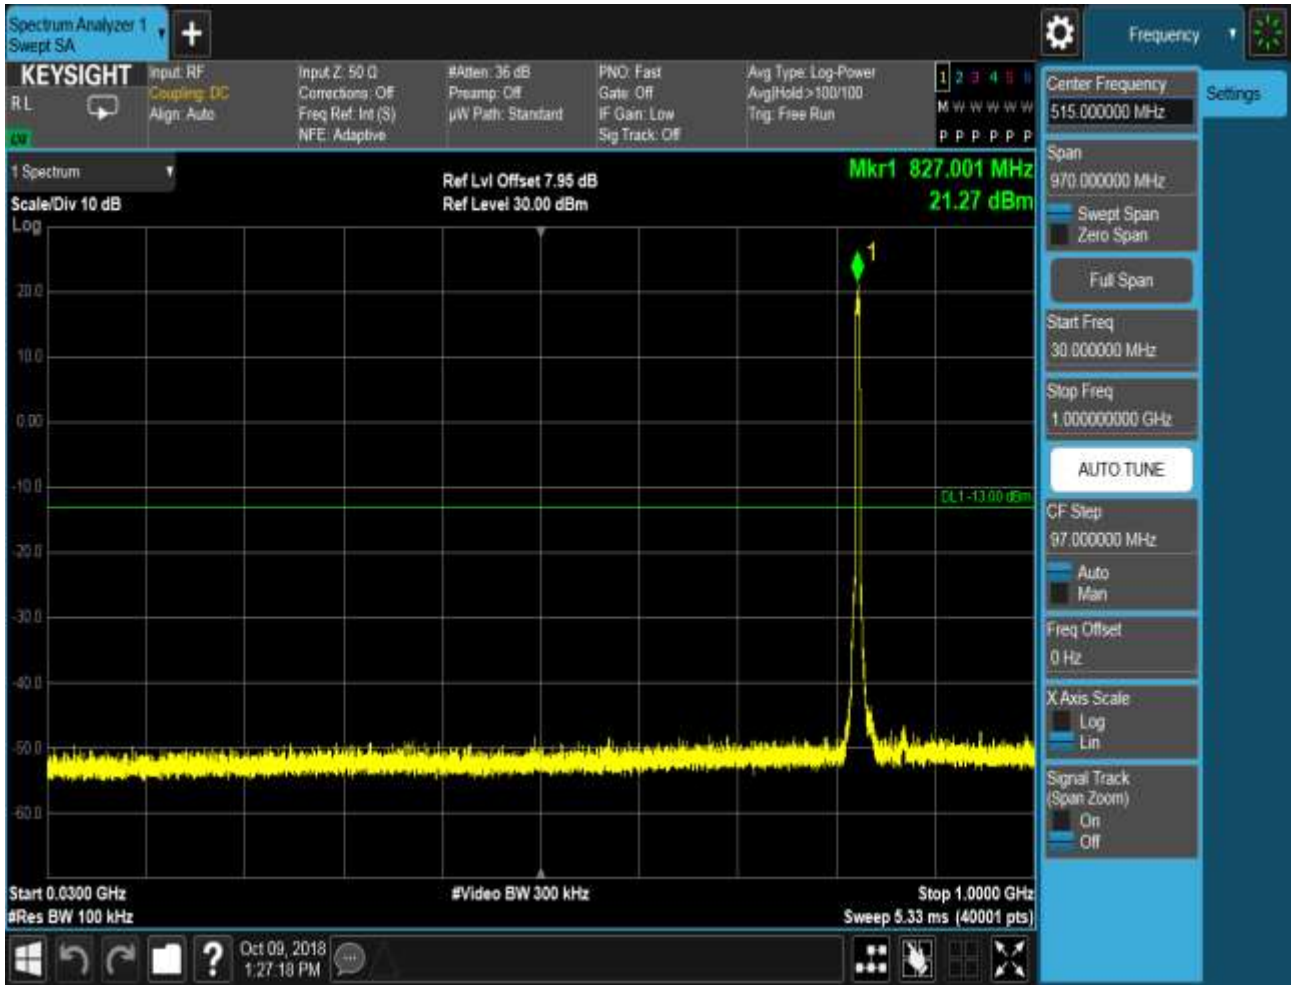 Spectrum Analyzer 1
Swept SA
Frequency
KEYSIGHT
RL
Input: RF
Coupling: DC
Align: Auto
Input Z: 50 Ω
Corrections: Off
Freq Ref: Int (S)
NFE: Adaptive
#Atten: 36 dB
Preamp: Off
µW Path: Standard
PNO: Fast
Gate: Off
IF Gain: Low
Sig Track: Off
Avg Type: Log-Power
Avg|Hold:>100/100
Trig: Free Run
1 2 3 4 5 6
M W W W W W
P P P P P P
1 Spectrum
Scale/Div 10 dB
Log
Ref Lvl Offset 7.95 dB
Ref Level 30.00 dBm
Mkr1 827.001 MHz
21.27 dBm
1
20.0
10.0
0.00
-10.0
-20.0
-30.0
-40.0
-50.0
-60.0
DL1 -13.00 dBm
Start 0.0300 GHz
#Res BW 100 kHz
#Video BW 300 kHz
Stop 1.0000 GHz
Sweep 5.33 ms (40001 pts)
Oct 09, 2018
1:27:18 PM
Center Frequency
515.000000 MHz
Settings
Span
970.000000 MHz
Swept Span
Zero Span
Full Span
Start Freq
30.000000 MHz
Stop Freq
1.000000000 GHz
AUTO TUNE
CF Step
97.000000 MHz
Auto
Man
Freq Offset
0 Hz
X Axis Scale
Log
Lin
Signal Track
(Span Zoom)
On
Off